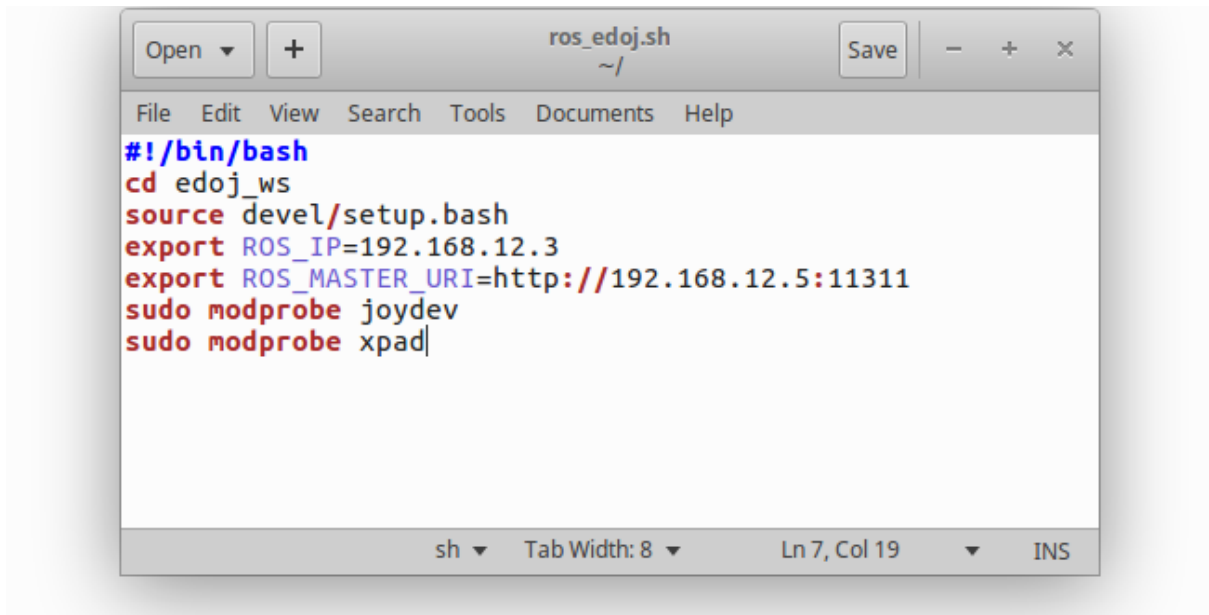 Open
+
ros_edoj.sh
~/
Save
File Edit View Search Tools Documents Help
#!/bin/bash
cd edoj_ws
source devel/setup.bash
export ROS_IP=192.168.12.3
export ROS_MASTER_URI=http://192.168.12.5:11311
sudo modprobe joydev
sudo modprobe xpad
sh Tab Width: 8 Ln 7, Col 19 INS